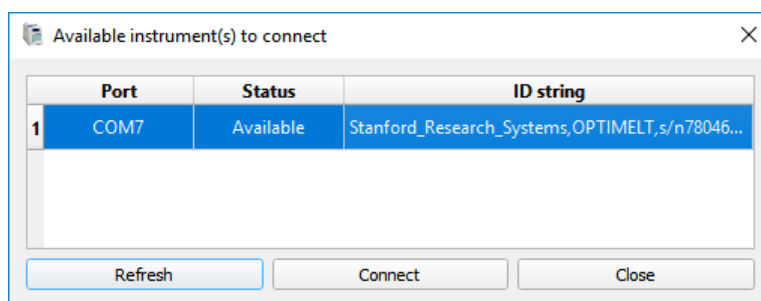 Available instrument(s) to connect
Port Status ID string
1 COM7 Available Stanford_Research_Systems,OPTIMELT,s/n78046...
Refresh Connect Close